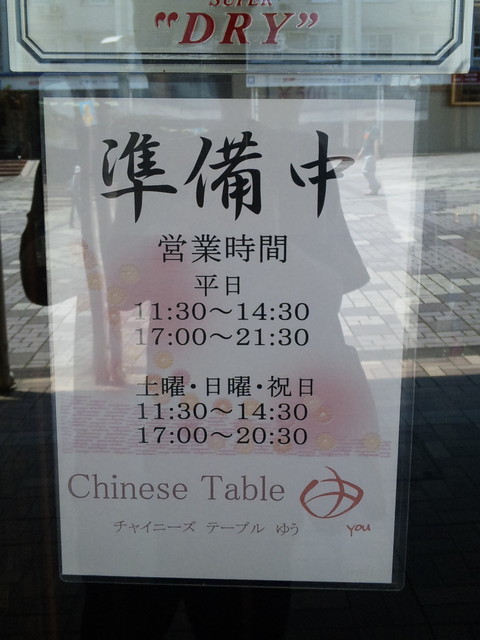 SUPER
"DRY"
準備中
営業時間
平日
11:30～14:30
17:00～21:30
土曜・日曜・祝日
11:30～14:30
17:00～20:30
Chinese Table ゆ
you
チャイニーズ テーブル ゆう